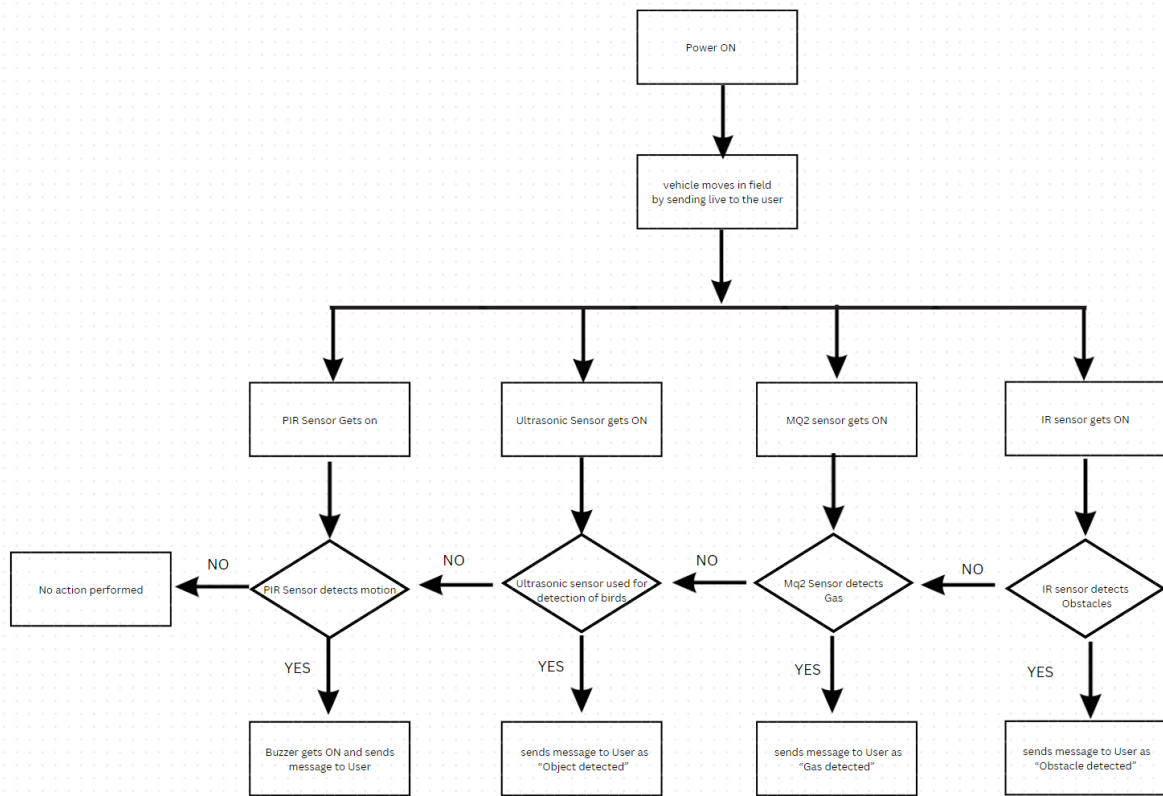 Power ON
vehicle moves in field
by sending live to the user
PIR Sensor Gets on
Ultrasonic Sensor gets ON
MQ2 sensor gets ON
IR sensor gets ON
No action performed
NO
PIR Sensor detects motion
NO
Ultrasonic sensor used for
detection of birds
NO
Mq2 Sensor detects
Gas
NO
IR sensor detects
Obstacles
YES
YES
YES
YES
Buzzer gets ON and sends
message to User
sends message to User as
“Object detected”
sends message to User as
“Gas detected”
sends message to User as
“Obstacle detected”